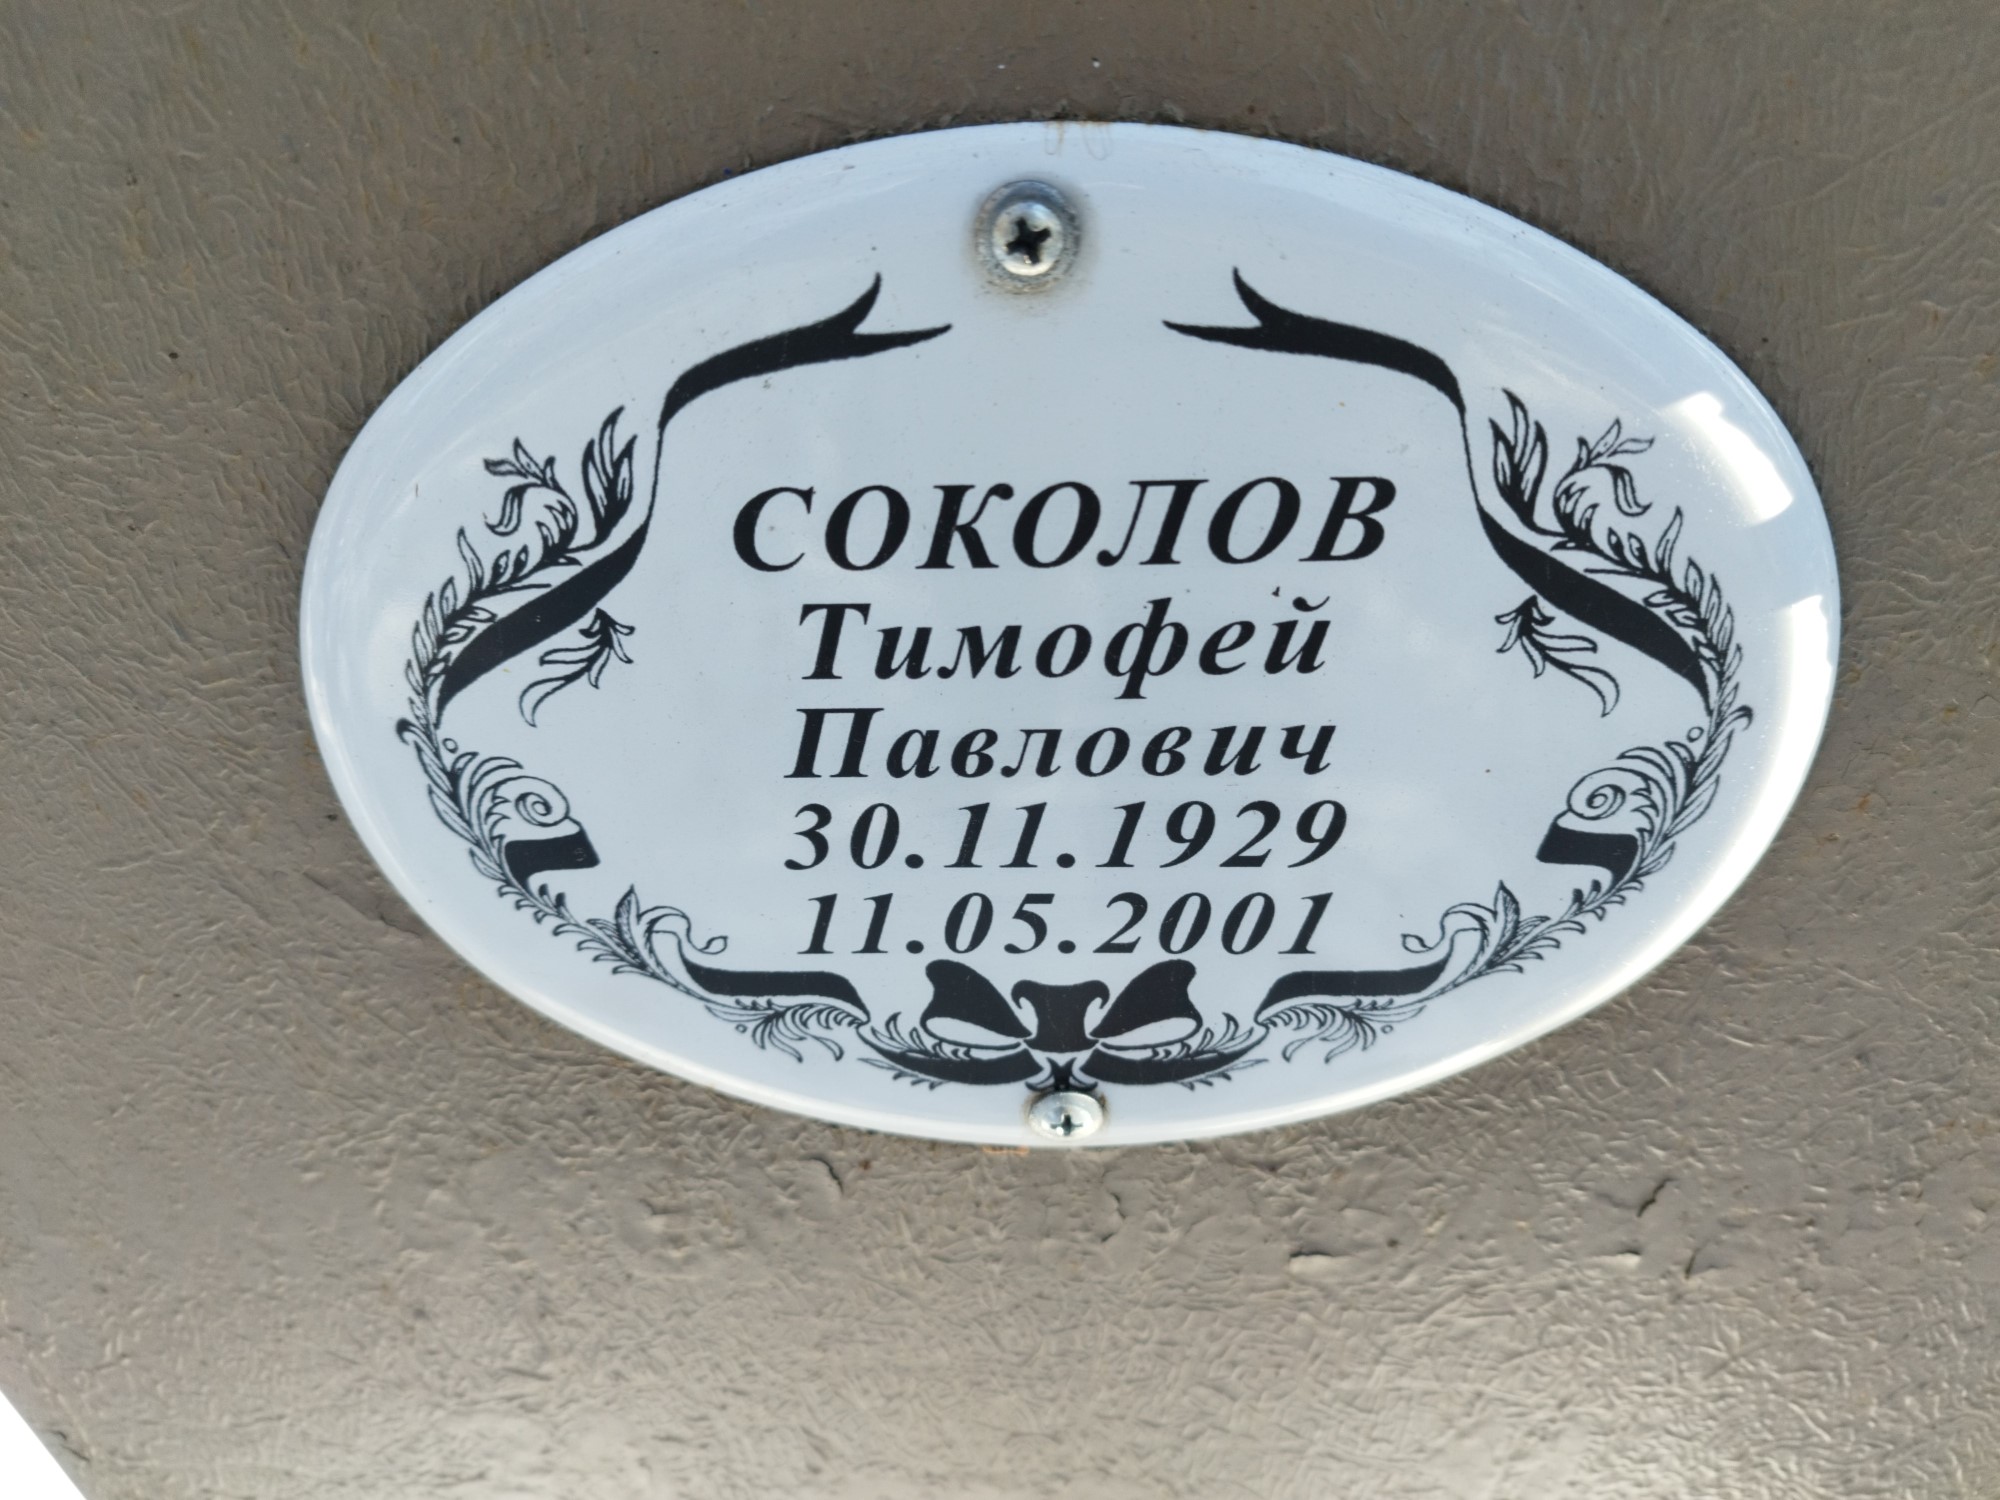 СОКОЛОВ
Тимофей
Павлович
30.11.1929
11.05.2001